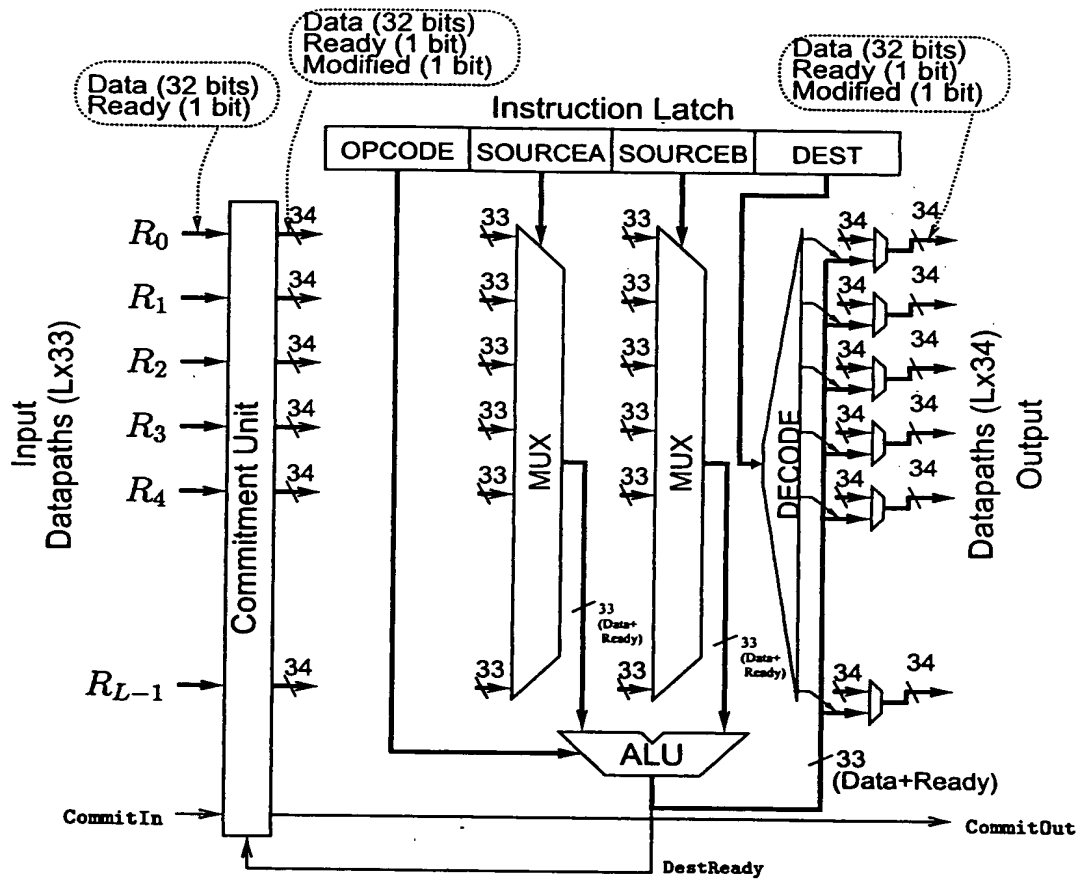 Data (32 bits)
Ready (1 bit)
Modified (1 bit)
Data (32 bits)
Ready (1 bit)
Data (32 bits)
Ready (1 bit)
Modified (1 bit)
Instruction Latch
OPCODE
SOURCEA
SOURCEB
DEST
Input
Datapaths (Lx33)
R0
R1
R2
R3
R4
RL-1
Commitment Unit
34
34
34
34
34
34
33
33
33
33
33
33
MUX
33
(Data+
Ready)
33
33
33
33
33
33
MUX
33
(Data+
Ready)
DECODE
34
34
34
34
34
34
34
34
34
34
34
34
Datapaths (Lx34)
Output
ALU
33
(Data+Ready)
CommitIn
CommitOut
DestReady